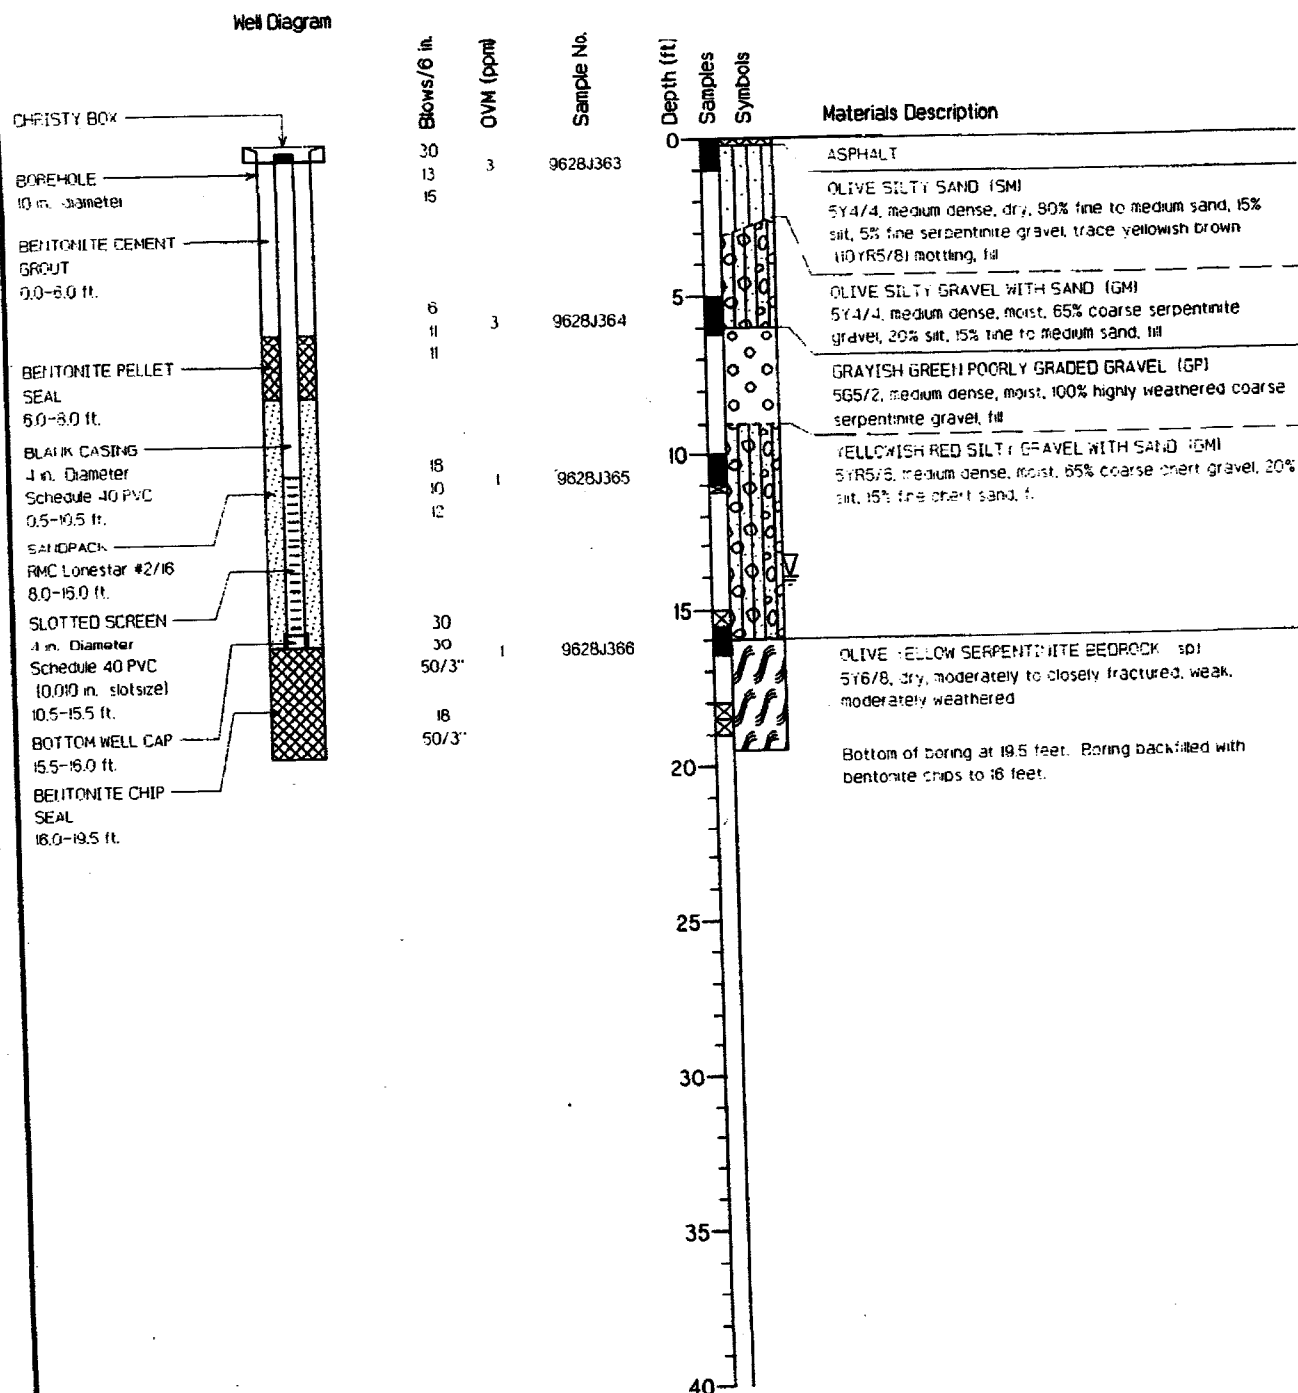 Well Diagram
Blows/6 in.
OVM (ppm)
Sample No.
Depth (ft)
Samples
Symbols
Materials Description
CHRISTY BOX
BOREHOLE
10 in. diameter
BENTONITE CEMENT
GROUT
0.0-6.0 ft.
BENTONITE PELLET
SEAL
6.0-8.0 ft.
BLANK CASING
4 in. Diameter
Schedule 40 PVC
0.5-10.5 ft.
SANDPACK
RMC Lonestar #2/16
8.0-16.0 ft.
SLOTTED SCREEN
4 in. Diameter
Schedule 40 PVC
(0.010 in. slotsize)
10.5-15.5 ft.
BOTTOM WELL CAP
15.5-16.0 ft.
BENTONITE CHIP
SEAL
16.0-19.5 ft.
30
13 3 9628J363
15
6
11 3 9628J364
11
18
10 1 9628J365
12
30
30 1 9628J366
50/3"
18
50/3"
0
5
10
15
20
25
30
35
40
ASPHALT
OLIVE SILTY SAND (SM)
5Y4/4, medium dense, dry, 80% fine to medium sand, 15%
silt, 5% fine serpentinite gravel, trace yellowish brown
(10YR5/8) mottling, fill
OLIVE SILTY GRAVEL WITH SAND (GM)
5Y4/4, medium dense, moist, 65% coarse serpentinite
gravel, 20% silt, 15% fine to medium sand, fill
GRAYISH GREEN POORLY GRADED GRAVEL (GP)
5G5/2, medium dense, moist, 100% highly weathered coarse
serpentinite gravel, fill
YELLOWISH RED SILTY GRAVEL WITH SAND (GM)
medium dense, moist, 65% coarse chert gravel, 20%
silt, 15% fine chert sand,
OLIVE YELLOW SERPENTINITE BEDROCK (sp)
5Y6/8, dry, moderately to closely fractured, weak,
moderately weathered
Bottom of boring at 19.5 feet. Boring backfilled with
bentonite chips to 16 feet.